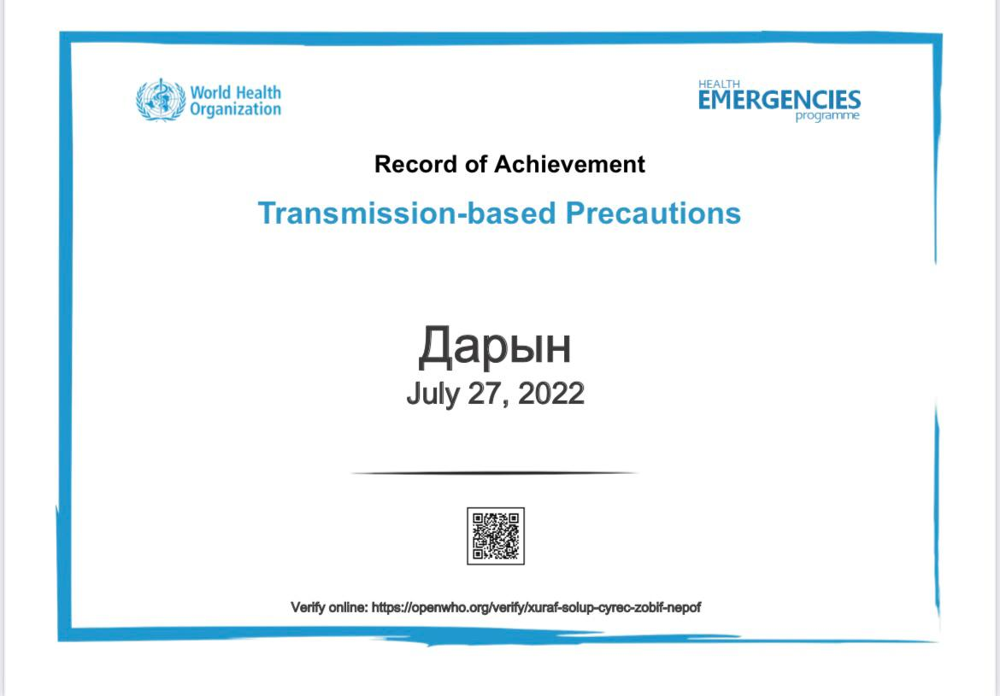 World Health
Organization
HEALTH
EMERGENCIES
programme
Record of Achievement
Transmission-based Precautions
Дарын
July 27, 2022
Verify online: https://openwho.org/verify/xuraf-solup-cyrec-zobif-nepof